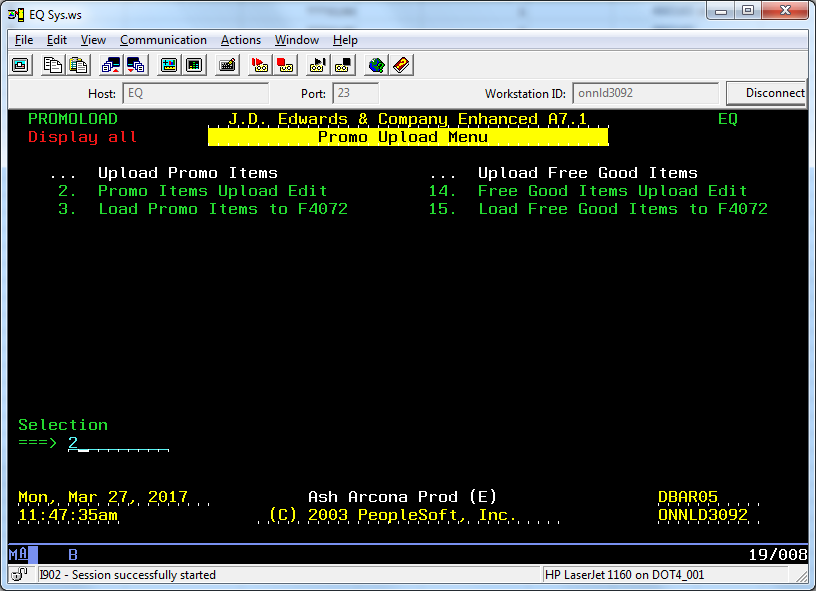 EQ Sys.ws
File Edit View Communication Actions Window Help
Host: EQ Port: 23 Workstation ID: onnld3092 Disconnect
PROMOLOAD J.D. Edwards & Company Enhanced A7.1 EQ
Display all Promo Upload Menu
... Upload Promo Items ... Upload Free Good Items
2. Promo Items Upload Edit 14. Free Good Items Upload Edit
3. Load Promo Items to F4072 15. Load Free Good Items to F4072
Selection
===> 2
Mon, Mar 27, 2017 Ash Arcona Prod (E) DBAR05
11:47:35am (C) 2003 PeopleSoft, Inc. ONNLD3092
MA B 19/008
I902 - Session successfully started HP LaserJet 1160 on DOT4_001